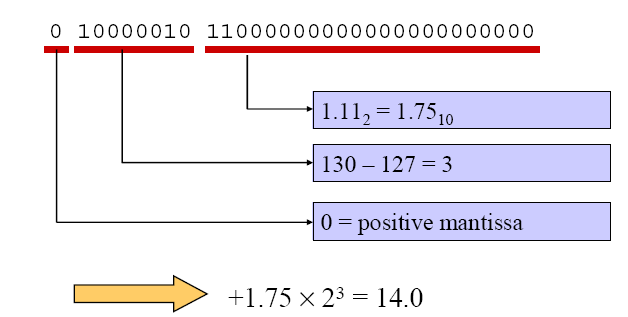 0 10000010 11000000000000000000000
1.11₂ = 1.75₁₀
130 – 127 = 3
0 = positive mantissa
+1.75 × 2³ = 14.0